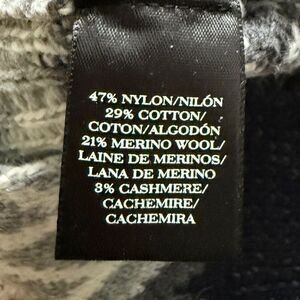 47% NYLON/NILÓN
29% COTTON/
COTON/ALGODÓN
21% MERINO WOOL/
LAINE DE MERINOS/
LANA DE MERINO
3% CASHMERE/
CACHEMIRE/
CACHEMIRA